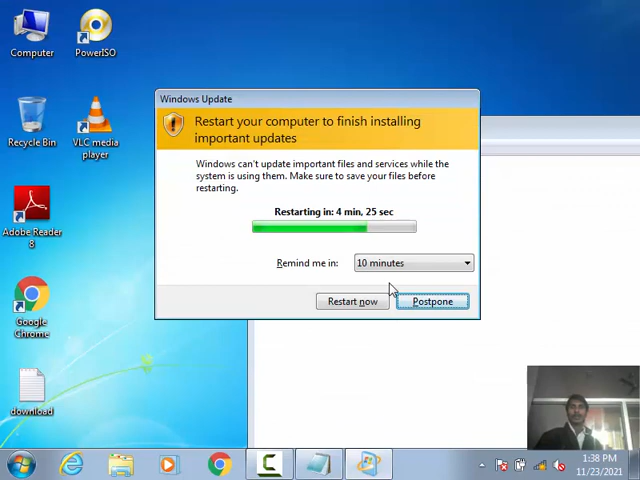 Computer
PowerISO
Recycle Bin
VLC media
player
Adobe Reader
8
Google
Chrome
download
Windows Update
Restart your computer to finish installing
important updates
Windows can't update important files and services while the
system is using them. Make sure to save your files before
restarting.
Restarting in: 4 min, 25 sec
Remind me in:
10 minutes
Restart now
Postpone
1:38 PM
11/23/2021